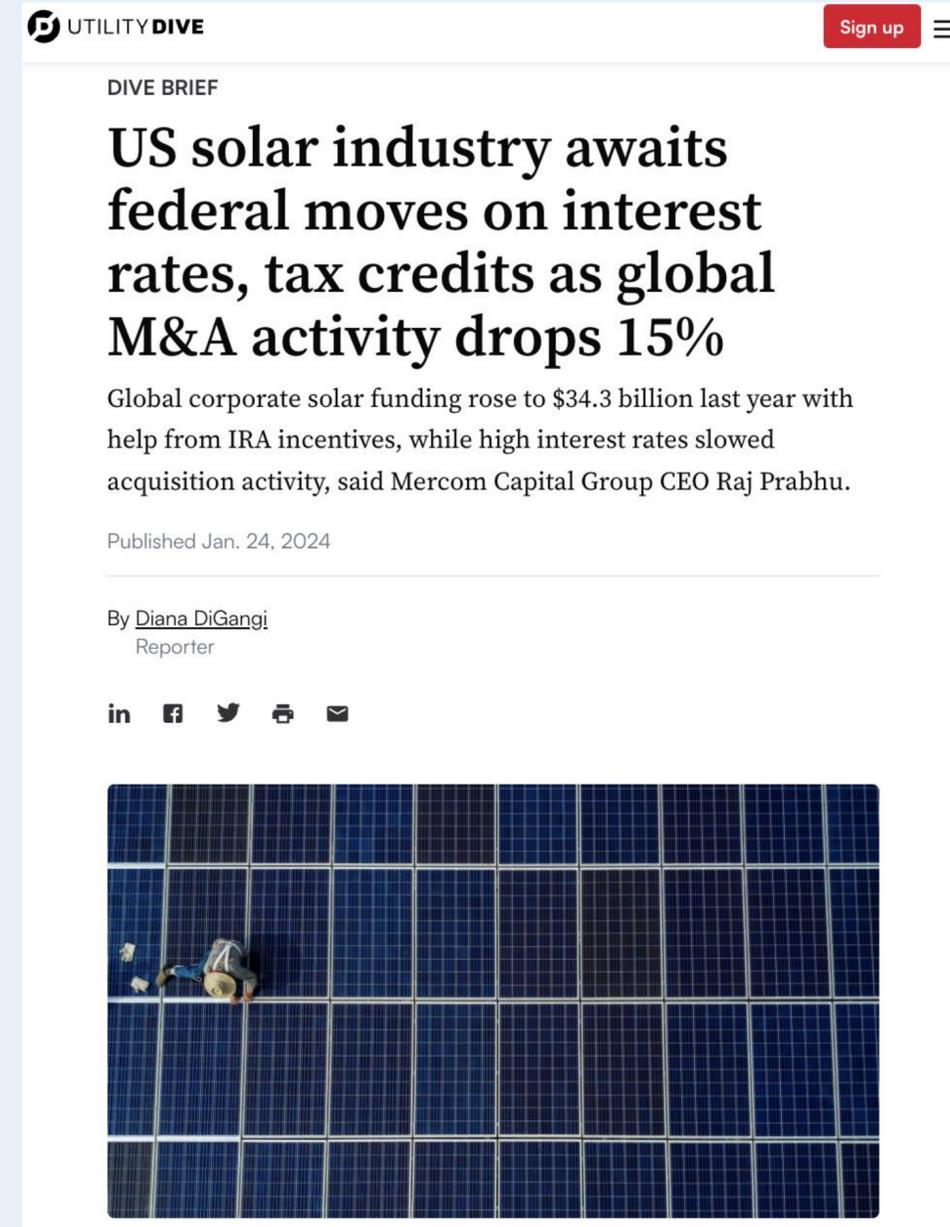 UTILITY DIVE
Sign up
DIVE BRIEF
US solar industry awaits
federal moves on interest
rates, tax credits as global
M&A activity drops 15%
Global corporate solar funding rose to $34.3 billion last year with
help from IRA incentives, while high interest rates slowed
acquisition activity, said Mercom Capital Group CEO Raj Prabhu.
Published Jan. 24, 2024
By Diana DiGangi
Reporter